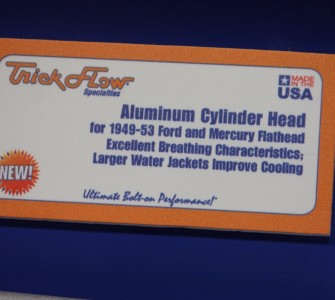 Trick Flow
Specialties
MADE
IN THE
USA
Aluminum Cylinder Head
for 1949-53 Ford and Mercury Flathead
Excellent Breathing Characteristics;
Larger Water Jackets Improve Cooling
NEW!
Ultimate Bolt-on Performance!